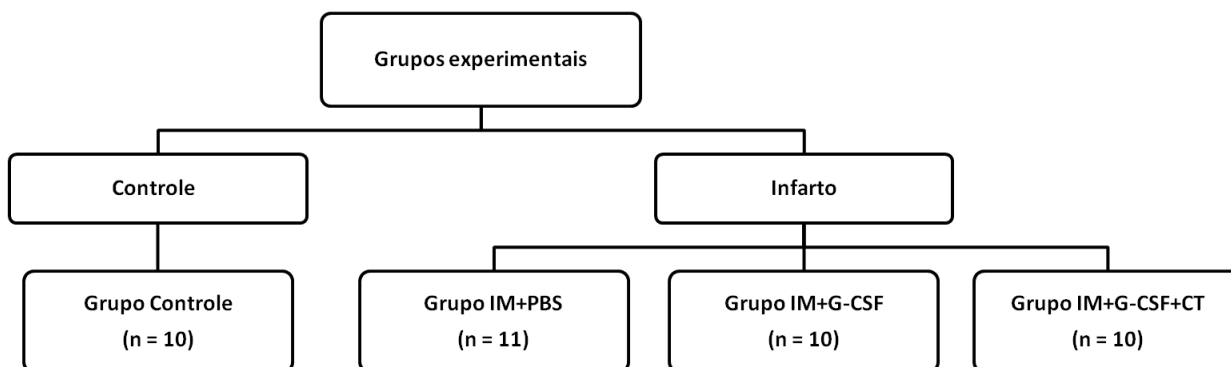 Grupos experimentais
Controle
Infarto
Grupo Controle
(n = 10)
Grupo IM+PBS
(n = 11)
Grupo IM+G-CSF
(n = 10)
Grupo IM+G-CSF+CT
(n = 10)